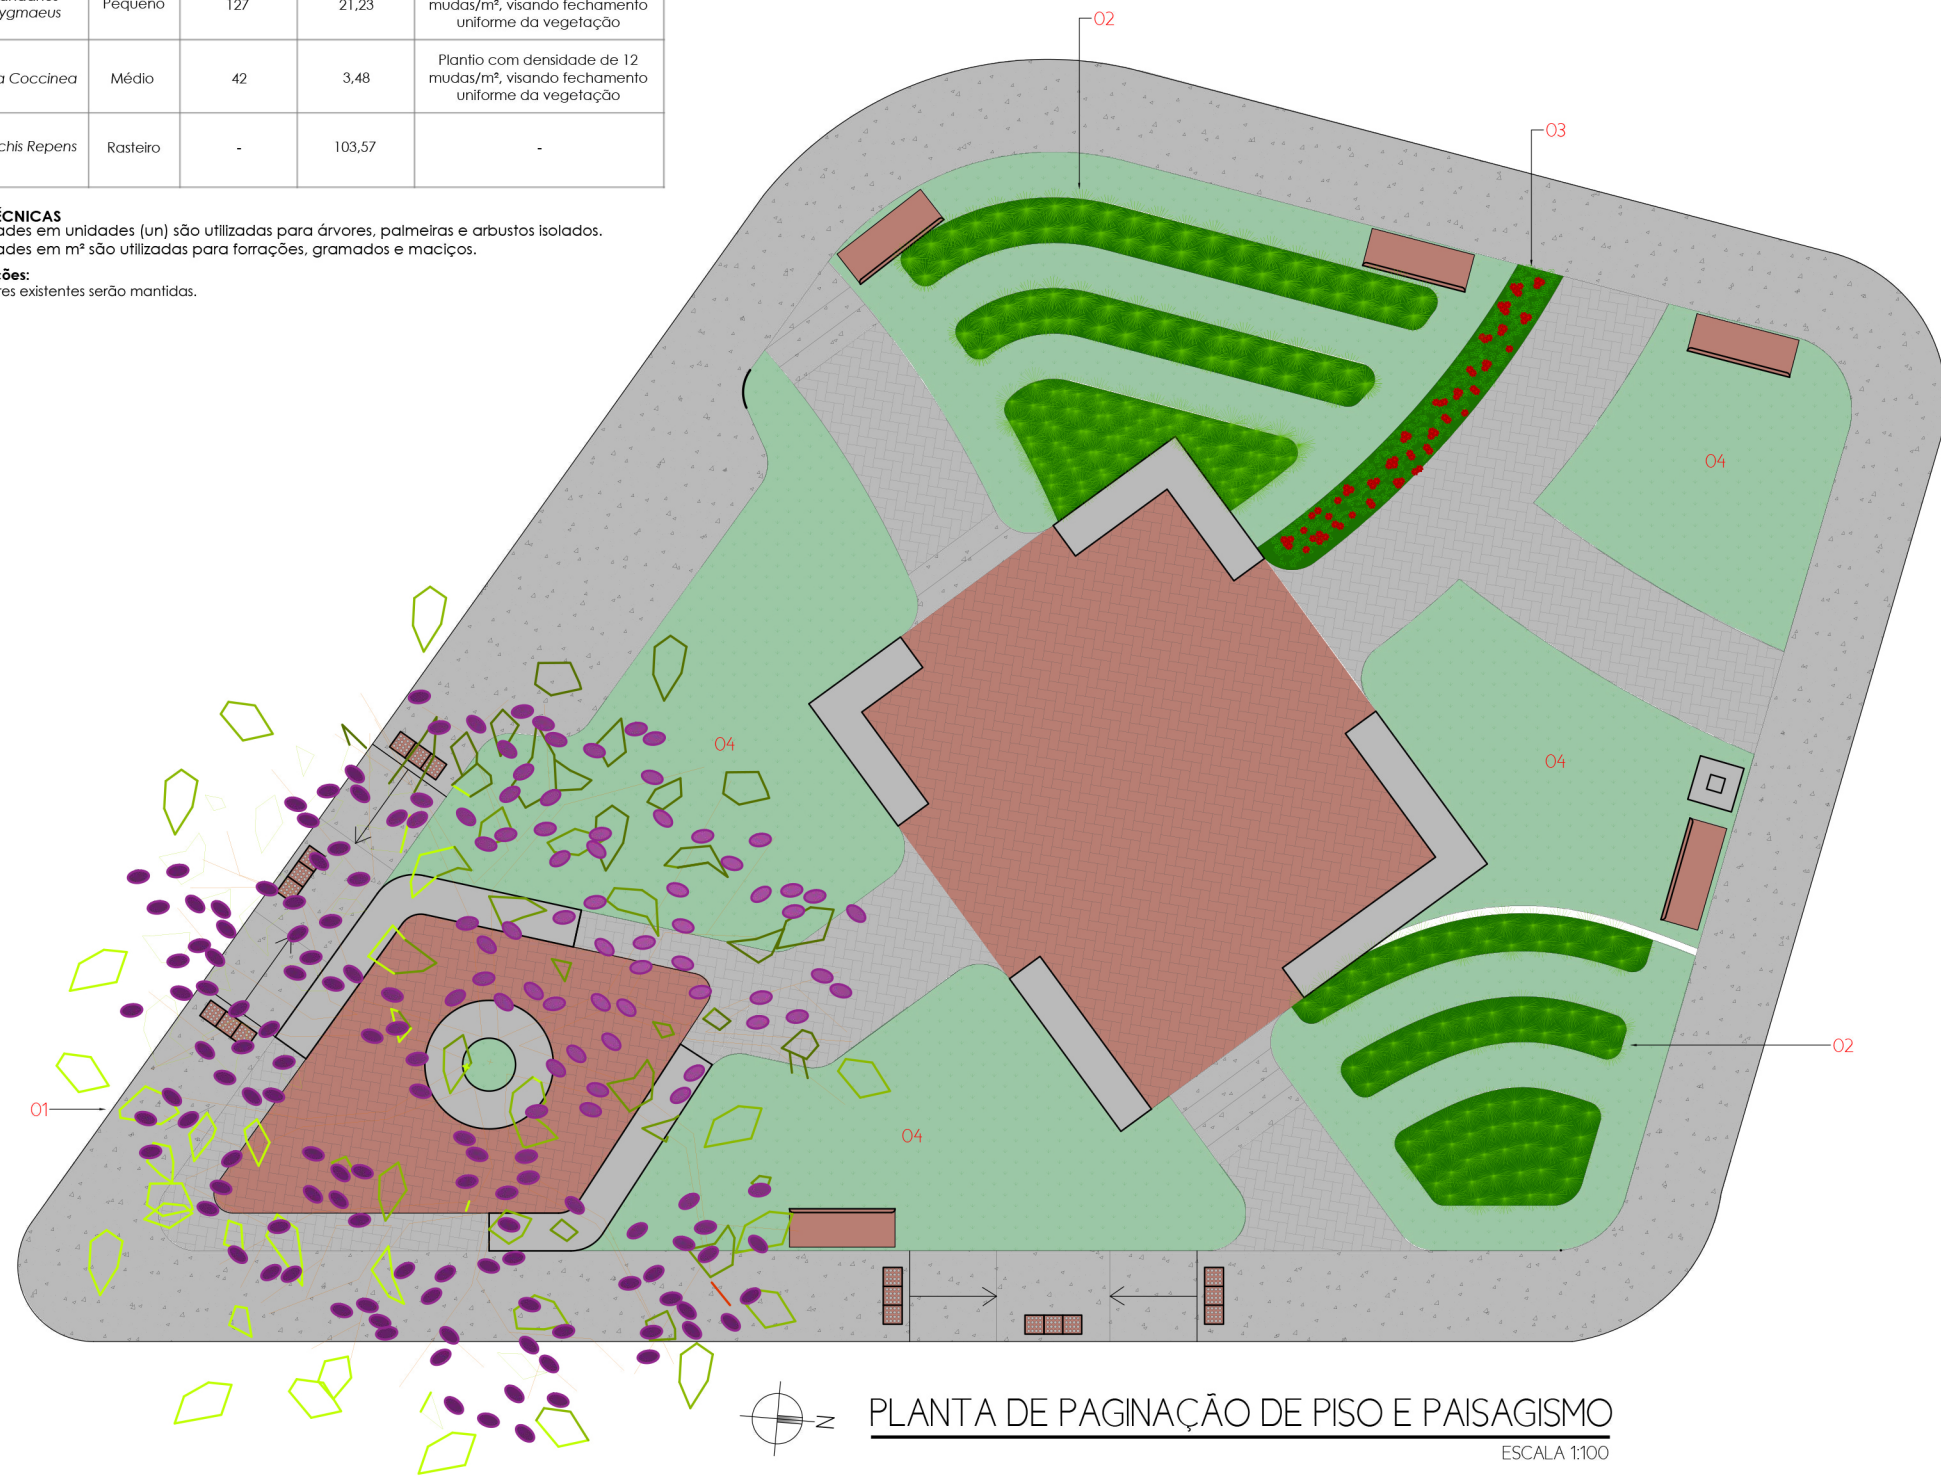 Pequeno 127 21,23 mudas/m², visando fechamento
ygmaeus
uniforme da vegetação
Plantio com densidade de 12
a Coccinea Médio 42 3,48 mudas/m², visando fechamento
uniforme da vegetação
chis Repens Rasteiro - 103,57 -
ÉCNICAS
ades em unidades (un) são utilizadas para árvores, palmeiras e arbustos isolados.
ades em m² são utilizadas para forrações, gramados e maciços.
ções:
res existentes serão mantidas.
02
03
04
04
04
02
01
04
N
PLANTA DE PAGINAÇÃO DE PISO E PAISAGISMO
ESCALA 1:100